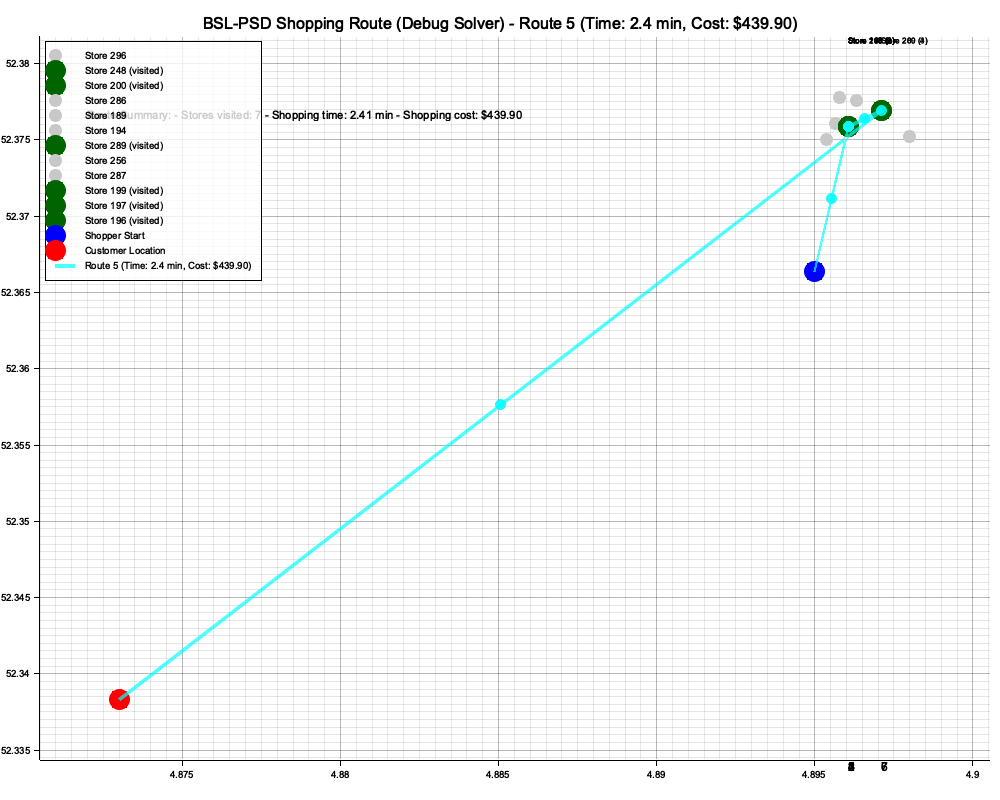 BSL-PSD Shopping Route (Debug Solver) - Route 5 (Time: 2.4 min, Cost: $439.90)
Store 296
Store 248 (visited)
Store 200 (visited)
Store 286
Store 189
Summary: - Stores visited: 7 - Shopping time: 2.41 min - Shopping cost: $439.90
Store 194
Store 289 (visited)
Store 256
Store 287
Store 199 (visited)
Store 197 (visited)
Store 196 (visited)
Shopper Start
Customer Location
Route 5 (Time: 2.4 min, Cost: $439.90)
52.38
52.375
52.37
52.365
52.36
52.355
52.35
52.345
52.34
52.335
4.875
4.88
4.885
4.89
4.895
4.9